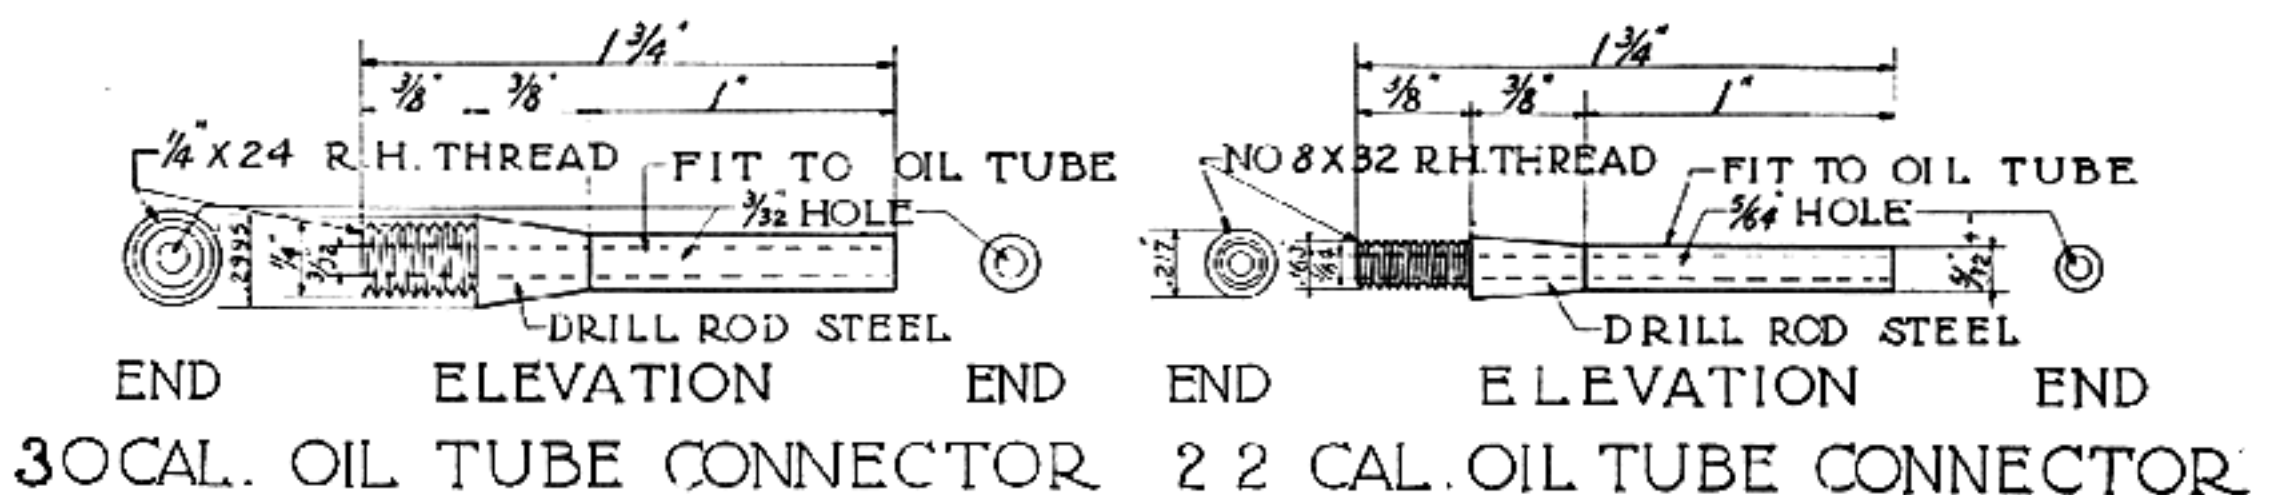 1 3/4"
3/8" 3/8" 1"
1/4" X 24 R.H. THREAD
FIT TO OIL TUBE
3/32" HOLE
.2995
1/4"
3/32
DRILL ROD STEEL
END ELEVATION END
30 CAL. OIL TUBE CONNECTOR
1 3/4"
3/8" 3/8" 1"
NO 8 X 32 R.H. THREAD
FIT TO OIL TUBE
5/64" HOLE
.217"
DRILL ROD STEEL
END ELEVATION END
22 CAL. OIL TUBE CONNECTOR